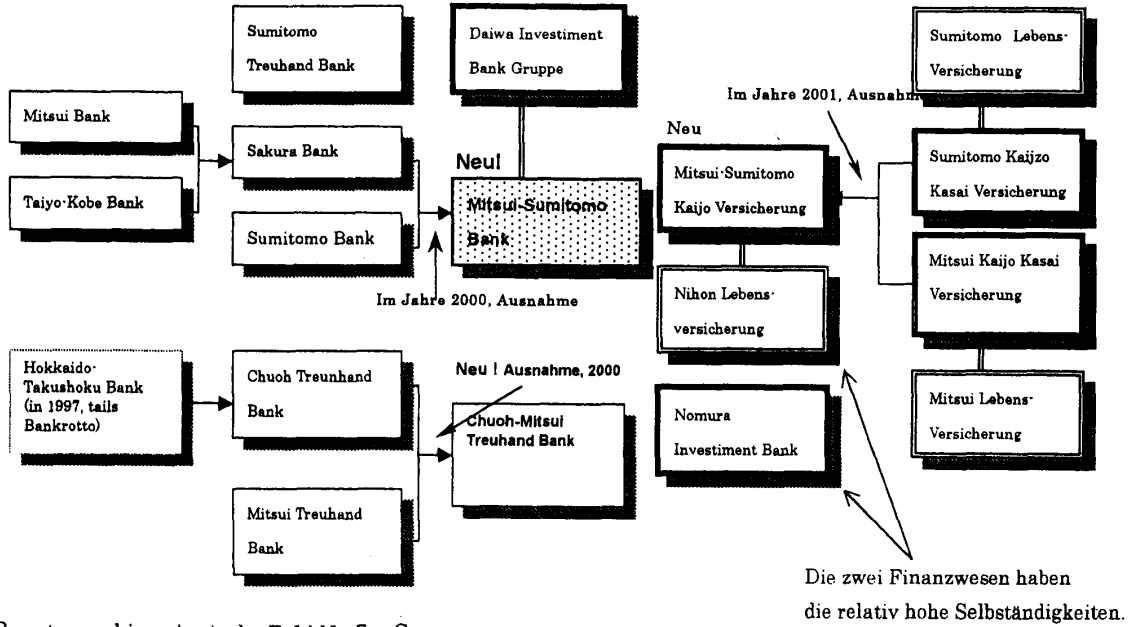 Sumitomo
Treuhand Bank
Daiwa Investiment
Bank Gruppe
Sumitomo Lebens-
Versicherung
Im Jahre 2001, Ausnahm
Mitsui Bank
Taiyo-Kobe Bank
Sakura Bank
Sumitomo Bank
Neu!
Mitsui-Sumitomo
Bank
Im Jahre 2000, Ausnahme
Neu
Mitsui-Sumitomo
Kaijo Versicherung
Sumitomo Kaijzo
Kasai Versicherung
Mitsui Kaijo Kasai
Versicherung
Nihon Lebens-
versicherung
Hokkaido-
Takushoku Bank
(in 1997, tails
Bankrotto)
Chuoh Treunhand
Bank
Mitsui Treuhand
Bank
Neu ! Ausnahme, 2000
Chuoh-Mitsui
Treuhand Bank
Nomura
Investiment Bank
Mitsui Lebens-
Versicherung
Die zwei Finanzwesen haben
die relativ hohe Selbständigkeiten.